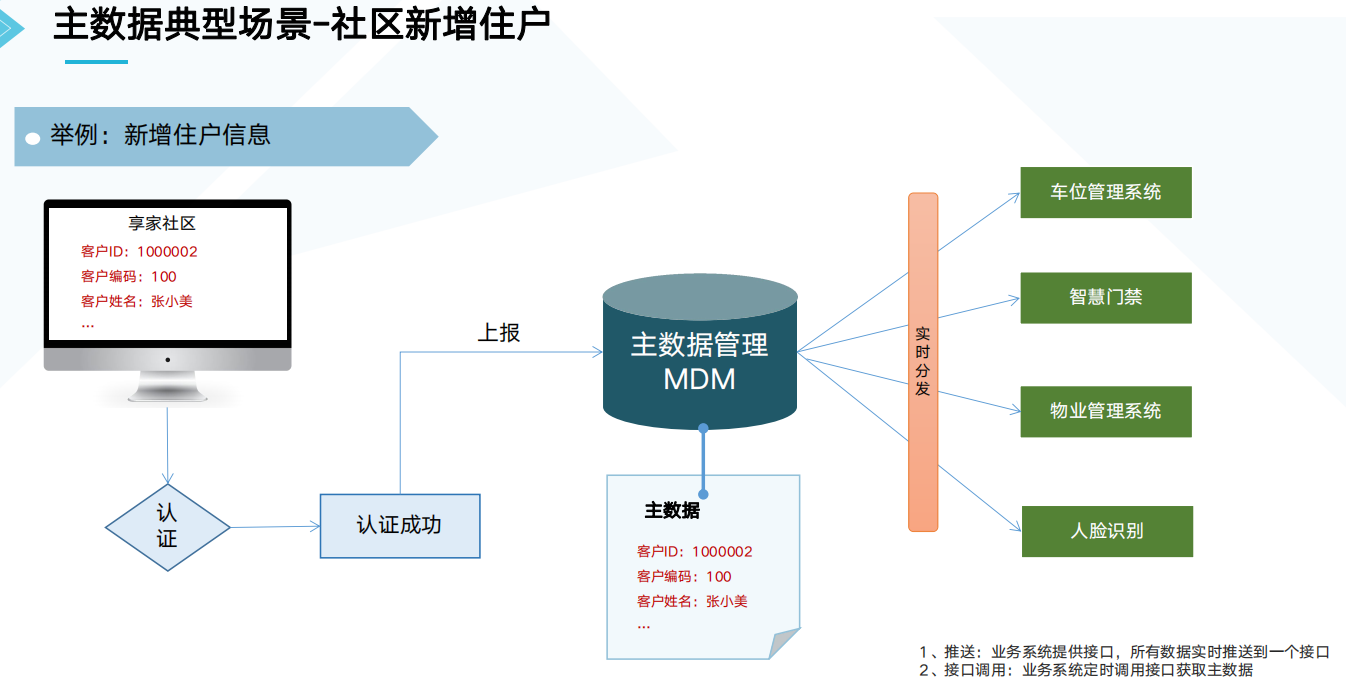 主数据典型场景-社区新增住户
举例：新增住户信息
享家社区
客户ID：1000002
客户编码：100
客户姓名：张小美
...
认
证
认证成功
上报
主数据管理
MDM
主数据
客户ID：1000002
客户编码：100
客户姓名：张小美
...
实
时
分
发
车位管理系统
智慧门禁
物业管理系统
人脸识别
1、推送：业务系统提供接口，所有数据实时推送到一个接口
2、接口调用：业务系统定时调用接口获取主数据